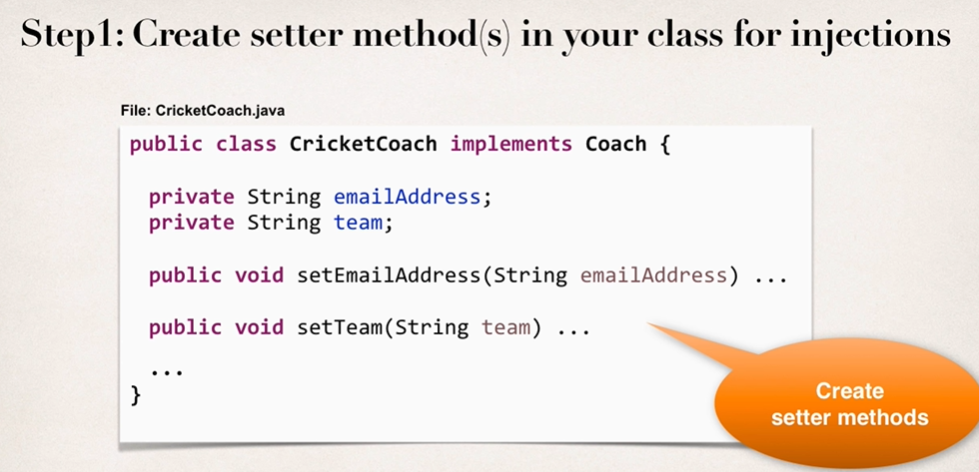 Step1: Create setter method(s) in your class for injections
File: CricketCoach.java
public class CricketCoach implements Coach {
private String emailAddress;
private String team;
public void setEmailAddress(String emailAddress) ...
public void setTeam(String team) ...
...
}
Create
setter methods